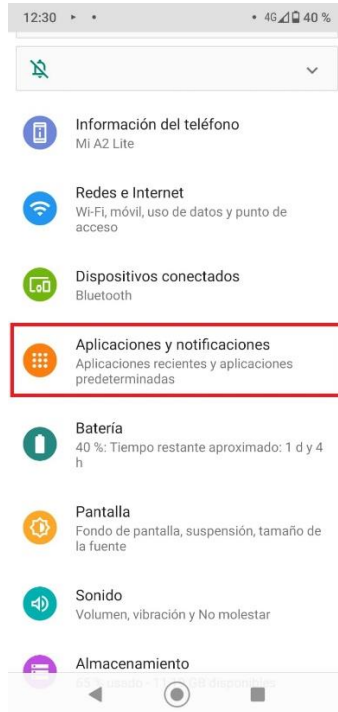 12:30
4G 40 %
Información del teléfono
Mi A2 Lite
Redes e Internet
Wi-Fi, móvil, uso de datos y punto de
acceso
Dispositivos conectados
Bluetooth
Aplicaciones y notificaciones
Aplicaciones recientes y aplicaciones
predeterminadas
Batería
40 %: Tiempo restante aproximado: 1 d y 4
h
Pantalla
Fondo de pantalla, suspensión, tamaño de
la fuente
Sonido
Volumen, vibración y No molestar
Almacenamiento